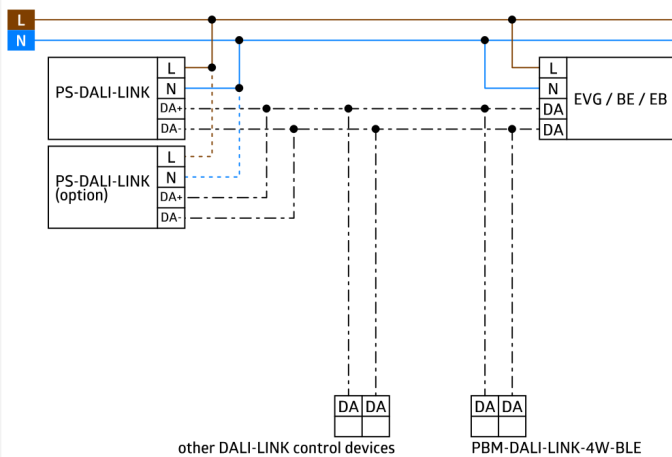 L
N
PS-DALI-LINK
L
N
DA+
DA-
EVG / BE / EB
L
N
DA
DA
PS-DALI-LINK
(option)
L
N
DA+
DA-
DA DA
DA DA
other DALI-LINK control devices
PBM-DALI-LINK-4W-BLE